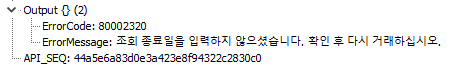 Output {} (2)
ErrorCode: 80002320
ErrorMessage: 조회 종료일을 입력하지 않으셨습니다. 확인 후 다시 거래하십시오.
API_SEQ: 44a5e6a83d0e3a423e8f94322c2830c0